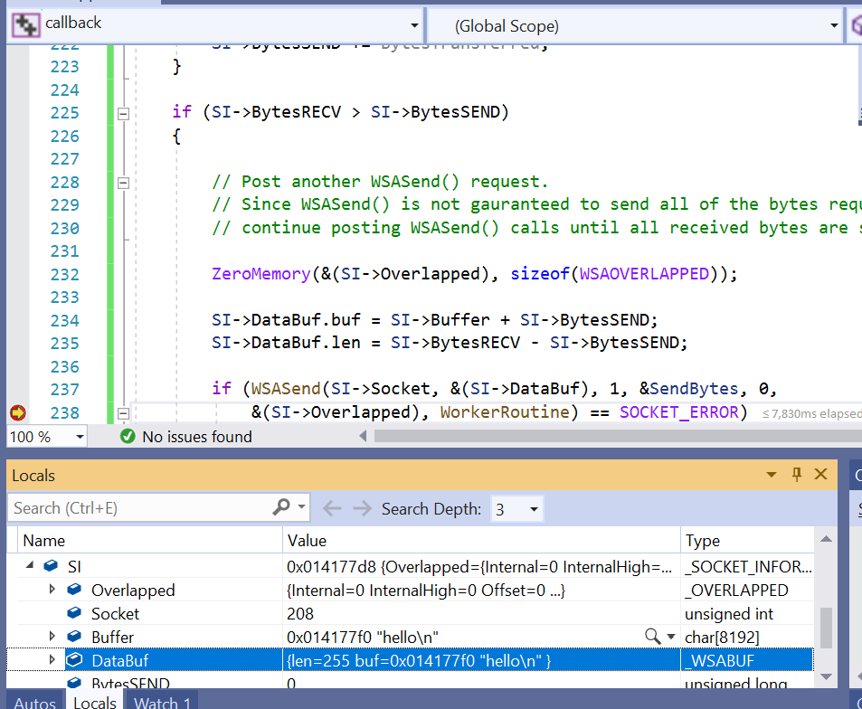 callback
(Global Scope)
222 SI->BytesSEND += BytesTransferred;
223 }
224
225 if (SI->BytesRECV > SI->BytesSEND)
226 {
227
228 // Post another WSASend() request.
229 // Since WSASend() is not gauranteed to send all of the bytes requ
230 // continue posting WSASend() calls until all received bytes are s
231
232 ZeroMemory(&(SI->Overlapped), sizeof(WSAOVERLAPPED));
233
234 SI->DataBuf.buf = SI->Buffer + SI->BytesSEND;
235 SI->DataBuf.len = SI->BytesRECV - SI->BytesSEND;
236
237 if (WSASend(SI->Socket, &(SI->DataBuf), 1, &SendBytes, 0,
238 &(SI->Overlapped), WorkerRoutine) == SOCKET_ERROR) ≤7,830ms elapsed
100 % No issues found
Locals
Search (Ctrl+E) Search Depth: 3
Name Value Type
SI 0x014177d8 {Overlapped={Internal=0 InternalHigh=... _SOCKET_INFOR...
Overlapped {Internal=0 InternalHigh=0 Offset=0 ...} _OVERLAPPED
Socket 208 unsigned int
Buffer 0x014177f0 "hello\n" char[8192]
DataBuf {len=255 buf=0x014177f0 "hello\n" } _WSABUF
BytesSEND 0 unsigned long
Autos Locals Watch 1